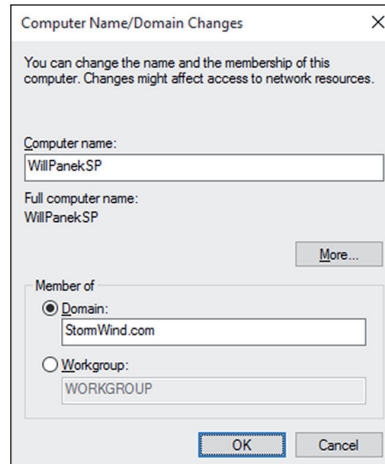 Computer Name/Domain Changes
You can change the name and the membership of this
computer. Changes might affect access to network resources.
Computer name:
WillPanekSP
Full computer name:
WillPanekSP
More...
Member of
Domain:
StormWind.com
Workgroup:
WORKGROUP
OK Cancel